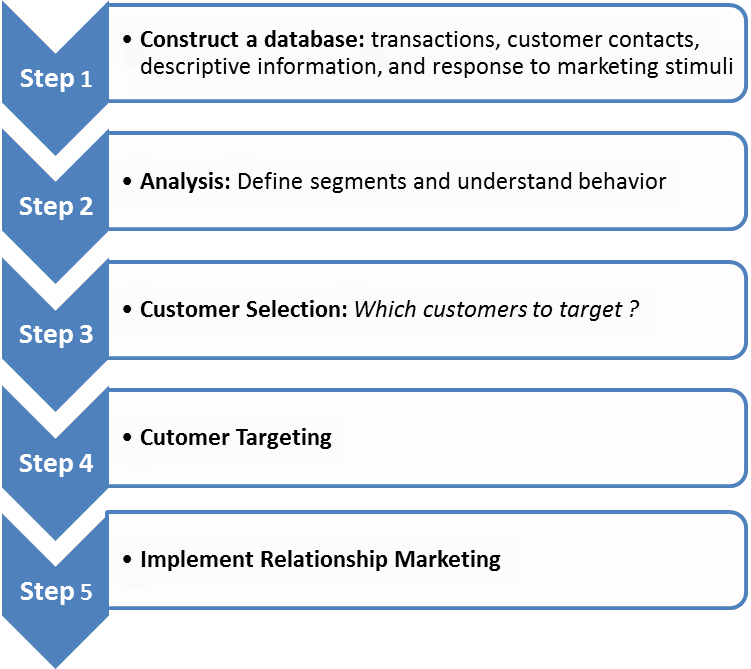 Step 1
• Construct a database: transactions, customer contacts,
descriptive information, and response to marketing stimuli
Step 2
• Analysis: Define segments and understand behavior
Step 3
• Customer Selection: Which customers to target ?
Step 4
• Cutomer Targeting
Step 5
• Implement Relationship Marketing